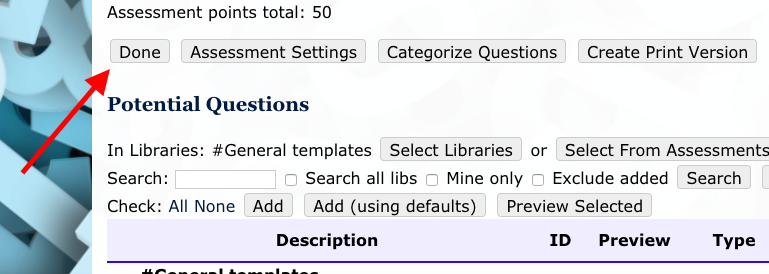 Assessment points total: 50
Done Assessment Settings Categorize Questions Create Print Version
Potential Questions
In Libraries: #General templates Select Libraries or Select From Assessments
Search: Search all libs Mine only Exclude added Search
Check: All None Add Add (using defaults) Preview Selected
Description ID Preview Type
#General templates